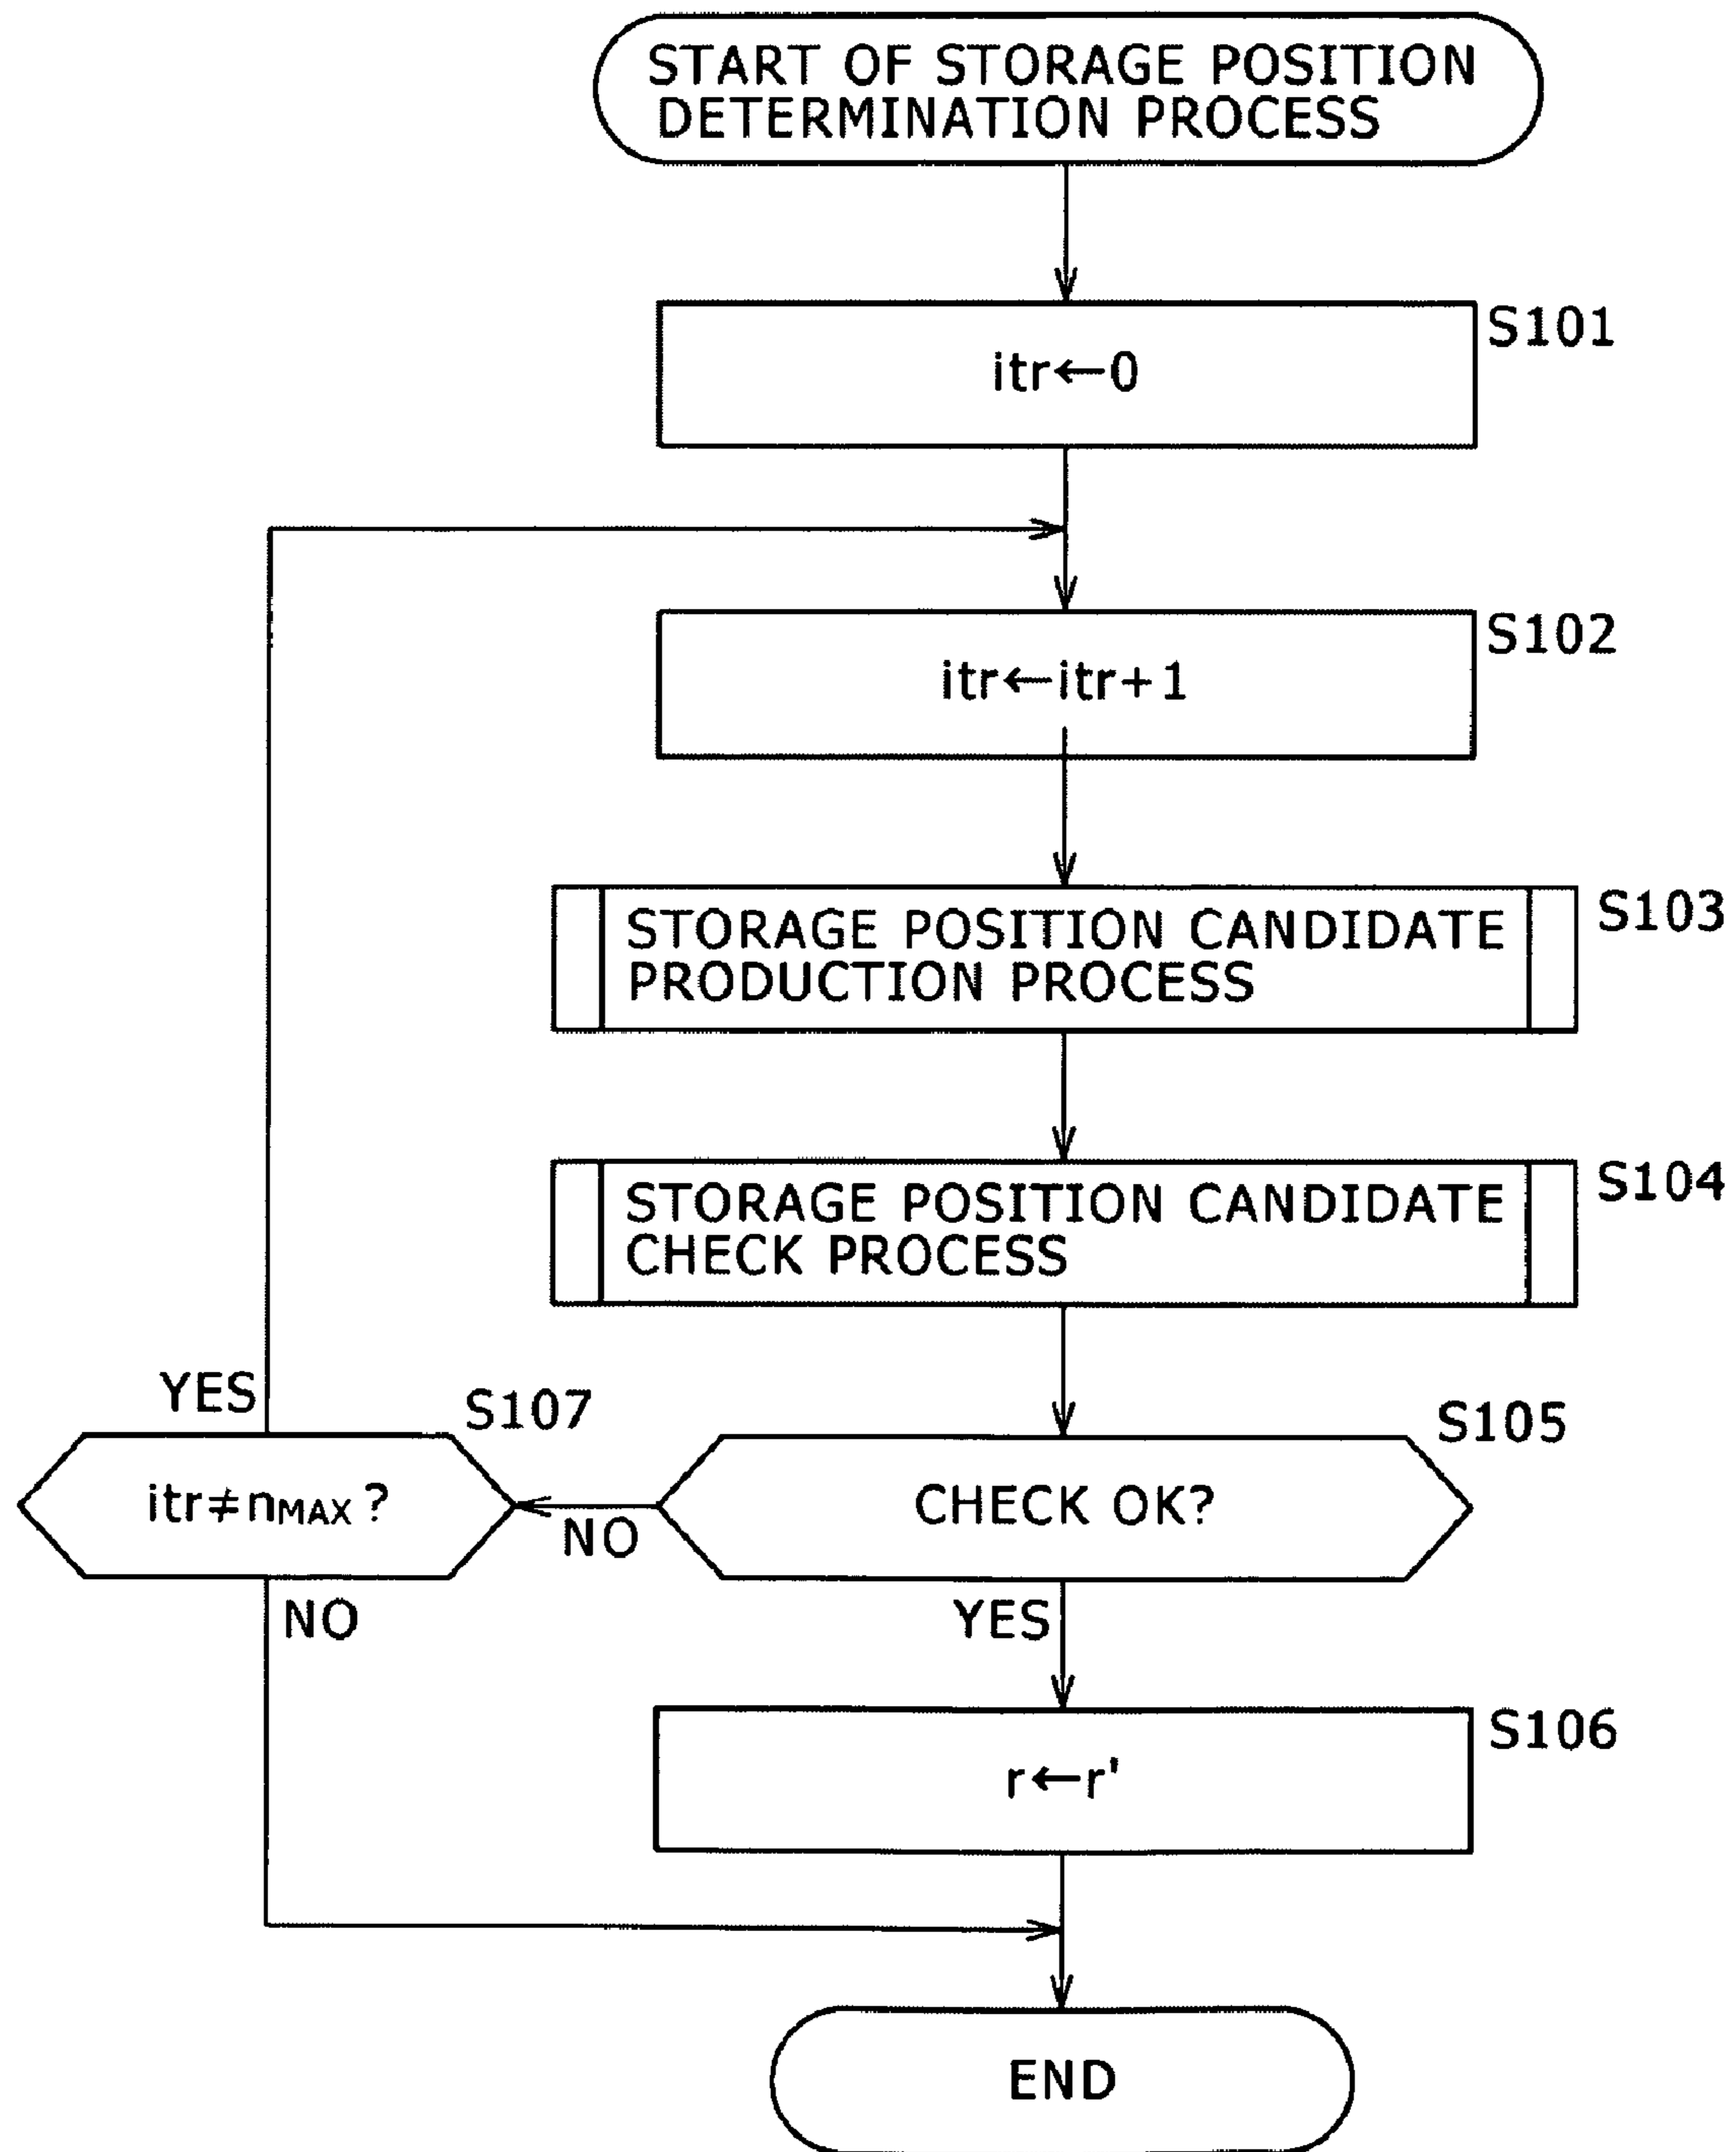 START OF STORAGE POSITION
DETERMINATION PROCESS
S101
itr←0
S102
itr←itr+1
S103
STORAGE POSITION CANDIDATE
PRODUCTION PROCESS
S104
STORAGE POSITION CANDIDATE
CHECK PROCESS
YES
S107
S105
itr≠nMAX ?
NO
CHECK OK?
NO
YES
S106
r←r'
END